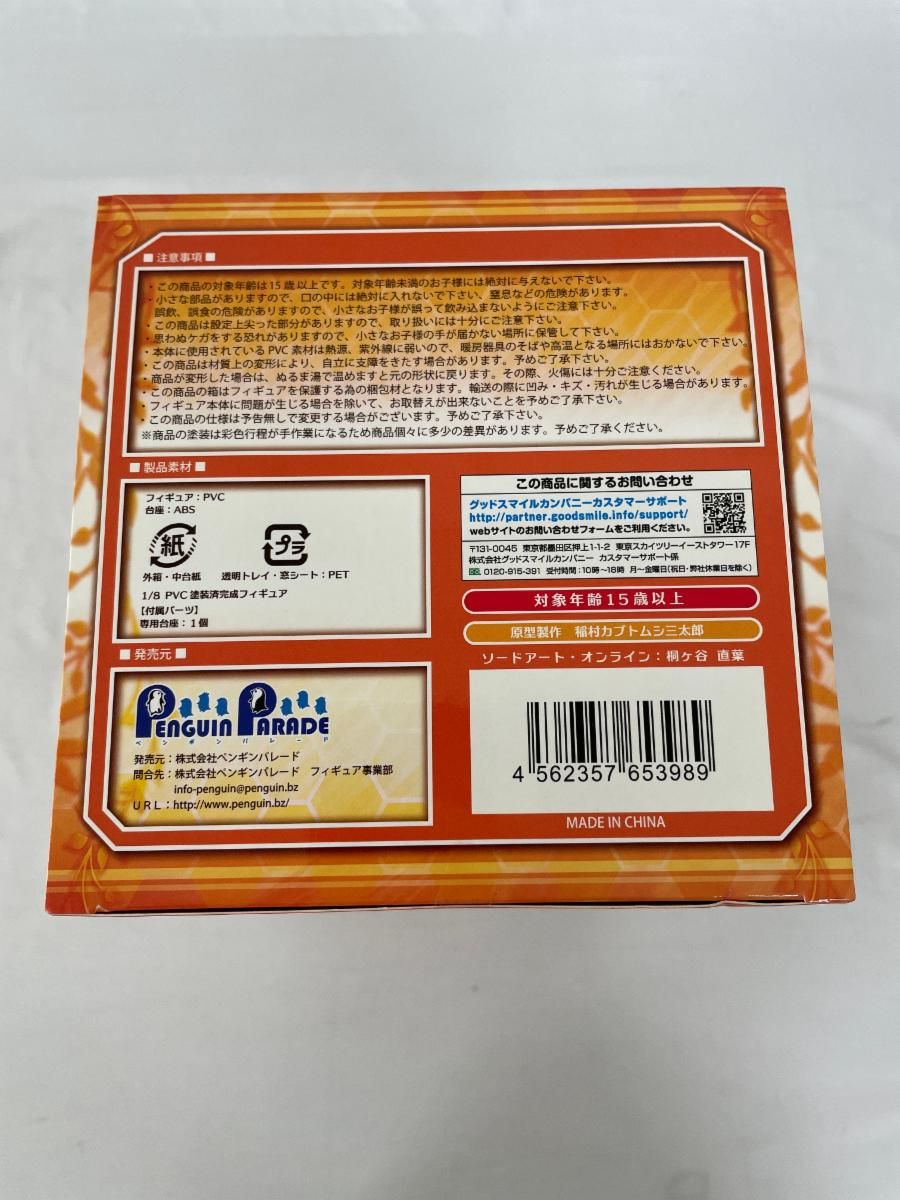 ■ 注意事項 ■
・この商品の対象年齢は15歳以上です。対象年齢未満のお子様には絶対に与えないで下さい。
・小さな部品がありますので、口の中には絶対に入れないで下さい、窒息などの危険があります。
誤飲、誤食の危険がありますので、小さなお子様が誤って飲み込まないようにご注意下さい。
・この商品は設定上尖った部分がありますので、取り扱いには十分にご注意下さい。
・思わぬケガをする恐れがありますので、小さなお子様の手が届かない場所に保管して下さい。
・本体に使用されているPVC素材は熱源、紫外線に弱いので、暖房器具のそばや高温となる場所にはおかないで下さい。
・この商品は材質上の変形により、自立に支障をきたす場合があります。予めご了承下さい。
・商品が変形した場合は、ぬるま湯で温めますと元の形状に戻ります。その際、火傷には十分ご注意ください。
・この商品の箱はフィギュアを保護する為の梱包材となります。輸送の際に凹み・キズ・汚れが生じる場合があります。
・フィギュア本体に問題が生じる場合を除いて、お取替えが出来ないことを予めご了承下さい。
・この商品の仕様は予告無しで変更する場合がございます。予めご了承下さい。
※商品の塗装は彩色行程が手作業になるため商品個々に多少の差異があります。予めご了承ください。
■ 製品素材 ■
フィギュア：PVC
台座：ABS
紙
プラ
外箱・中台紙
透明トレイ・窓シート：PET
1/8 PVC塗装済完成フィギュア
【付属パーツ】
専用台座：1個
この商品に関するお問い合わせ
グッドスマイルカンパニーカスタマーサポート
http://partner.goodsmile.info/support/
webサイトのお問い合わせフォームをご利用ください。
〒131-0045 東京都墨田区押上1-1-2 東京スカイツリーイーストタワー17F
株式会社グッドスマイルカンパニー カスタマーサポート係
0120-915-391 受付時間：10時～18時 月～金曜日(祝日・弊社休業日を除く)
対象年齢15歳以上
原型製作 稲村カブトムシ三太郎
ソードアート・オンライン：桐ヶ谷 直葉
■ 発売元 ■
PENGUIN PARADE
ペンギンパレード
発売元：株式会社ペンギンパレード
問合先：株式会社ペンギンパレード フィギュア事業部
info-penguin@penguin.bz
URL：http://www.penguin.bz/
4 562357 653989
MADE IN CHINA